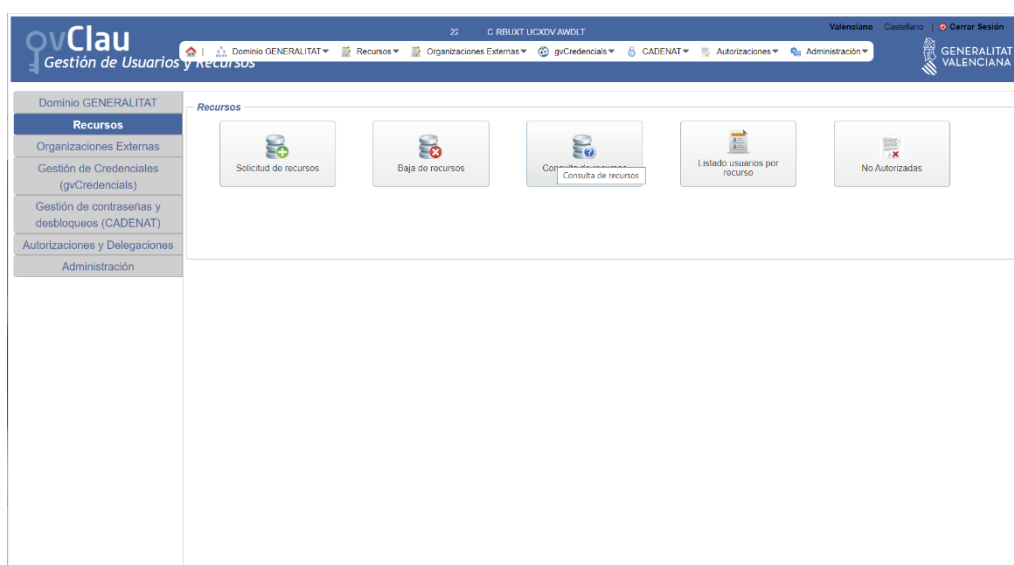 gvClau
Gestión de Usuarios y Recursos
22 C RBUXT UCXDV AWDLT
Valenciano Castellano | Cerrar Sesión
| Dominio GENERALITAT Recursos Organizaciones Externas gvCredencials CADENAT Autorizaciones Administración
GENERALITAT
VALENCIANA
Dominio GENERALITAT
Recursos
Organizaciones Externas
Gestión de Credenciales
(gvCredencials)
Gestión de contraseñas y
desbloqueos (CADENAT)
Autorizaciones y Delegaciones
Administración
Recursos
Solicitud de recursos
Baja de recursos
Consulta de recursos
Consulta de recursos
Listado usuarios por
recurso
No Autorizadas